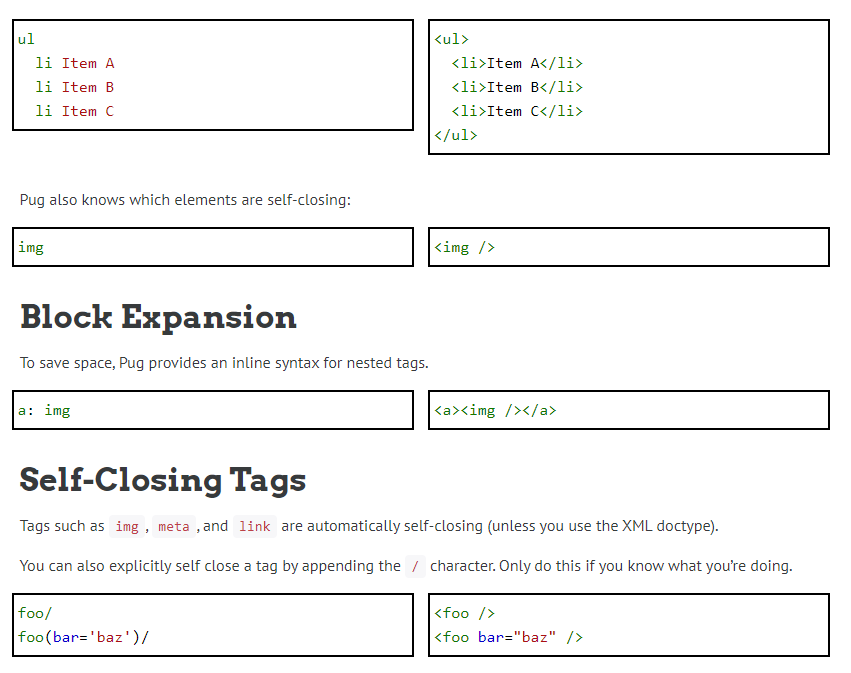 ul
  li Item A
  li Item B
  li Item C
<ul>
  <li>Item A</li>
  <li>Item B</li>
  <li>Item C</li>
</ul>
Pug also knows which elements are self-closing:
img
<img />
Block Expansion
To save space, Pug provides an inline syntax for nested tags.
a: img
<a><img /></a>
Self-Closing Tags
Tags such as img , meta , and link are automatically self-closing (unless you use the XML doctype).
You can also explicitly self close a tag by appending the / character. Only do this if you know what you’re doing.
foo/
foo(bar='baz')/
<foo />
<foo bar="baz" />